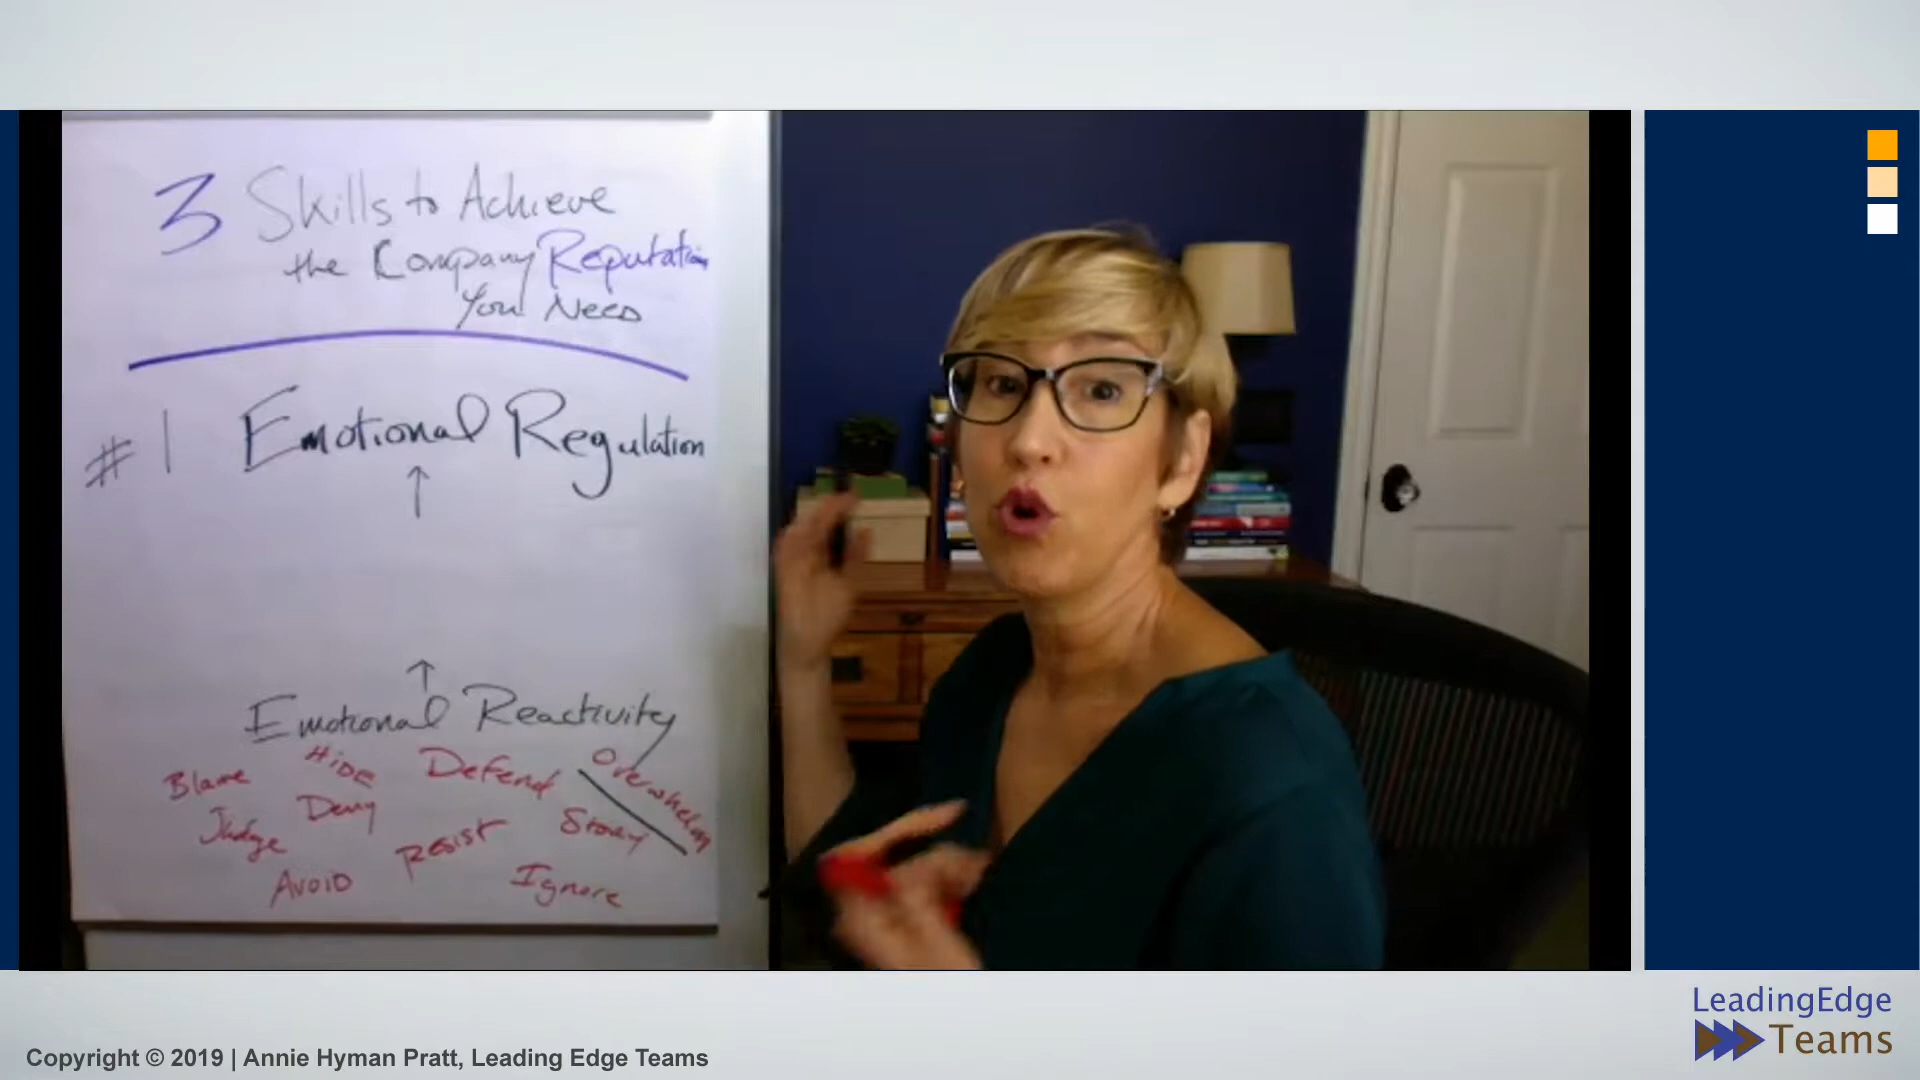 3 Skills to Achieve
the Company Reputation
You Need
#1 Emotional Regulation
↑
↑
Emotional Reactivity
Blame Hide Defend Overwhelm
Judge Deny Resist Story
Avoid Ignore
LeadingEdge
Teams
Copyright © 2019 | Annie Hyman Pratt, Leading Edge Teams